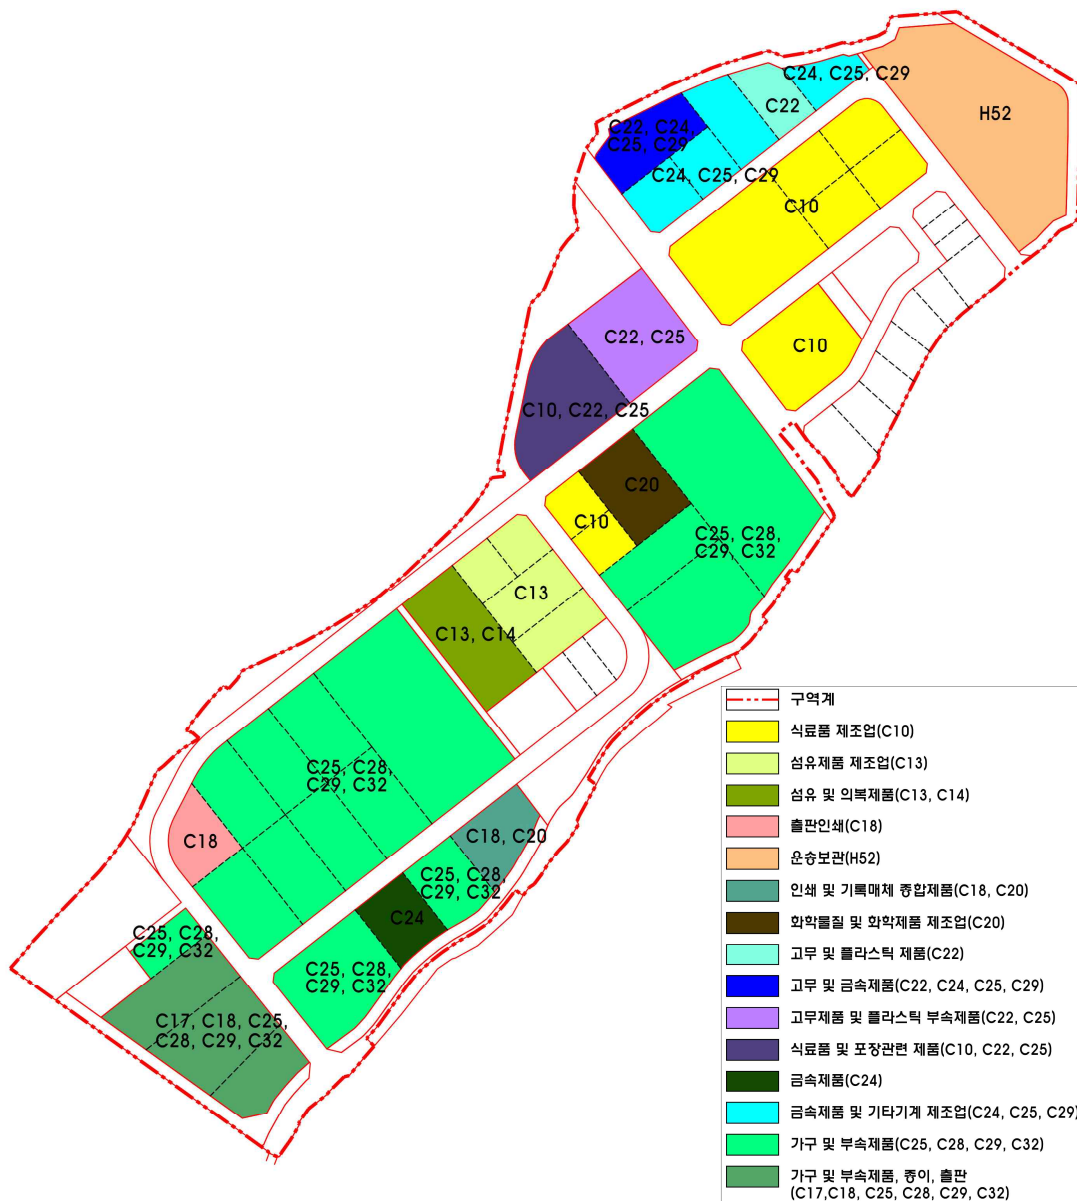 C24, C25, C29
C22
H52
C22, C24,
C25, C29
C24, C25, C29
C10
C22, C25
C10
C10, C22, C25
C20
C10
C25, C28,
C29, C32
C13
C13, C14
C25, C28,
C29, C32
C18
C18, C20
C25, C28,
C29, C32
C24
C25, C28,
C29, C32
C25, C28,
C29, C32
C17, C18, C25,
C28, C29, C32
구역계
식료품 제조업(C10)
섬유제품 제조업(C13)
섬유 및 의복제품(C13, C14)
출판인쇄(C18)
운송보관(H52)
인쇄 및 기록매체 종합제품(C18, C20)
화학물질 및 화학제품 제조업(C20)
고무 및 플라스틱 제품(C22)
고무 및 금속제품(C22, C24, C25, C29)
고무제품 및 플라스틱 부속제품(C22, C25)
식료품 및 포장관련 제품(C10, C22, C25)
금속제품(C24)
금속제품 및 기타기계 제조업(C24, C25, C29)
가구 및 부속제품(C25, C28, C29, C32)
가구 및 부속제품, 종이, 출판
(C17,C18, C25, C28, C29, C32)